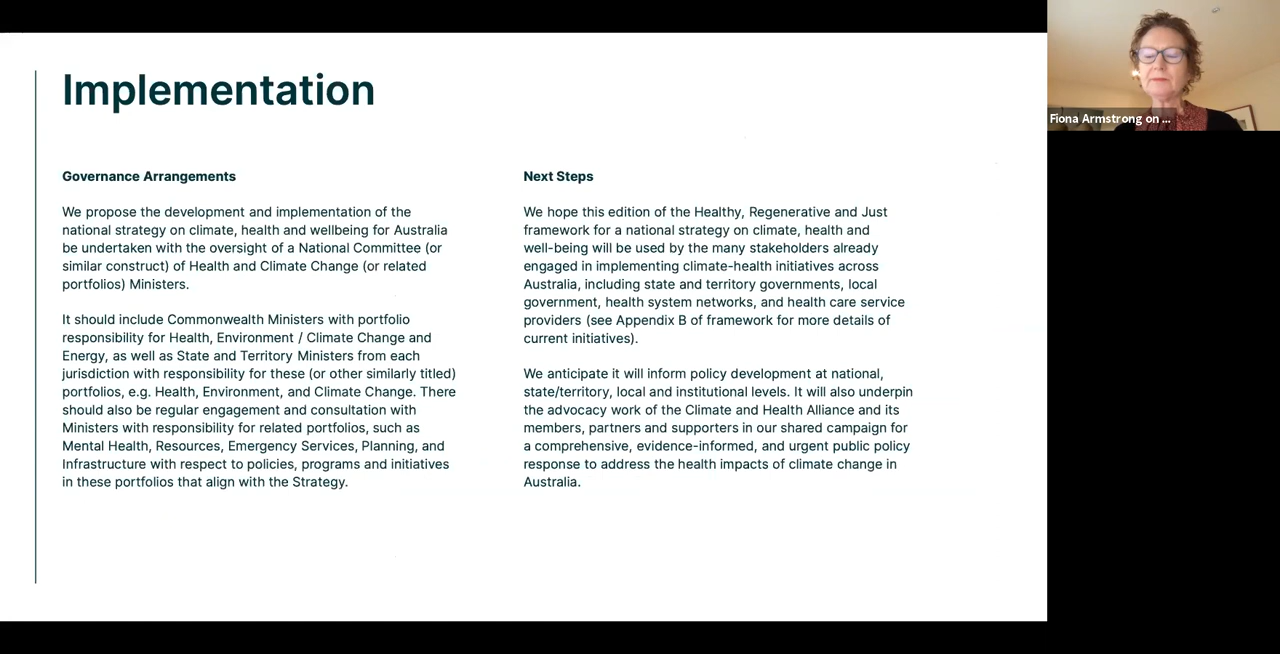 Implementation
Governance Arrangements
We propose the development and implementation of the
national strategy on climate, health and wellbeing for Australia
be undertaken with the oversight of a National Committee (or
similar construct) of Health and Climate Change (or related
portfolios) Ministers.
It should include Commonwealth Ministers with portfolio
responsibility for Health, Environment / Climate Change and
Energy, as well as State and Territory Ministers from each
jurisdiction with responsibility for these (or other similarly titled)
portfolios, e.g. Health, Environment, and Climate Change. There
should also be regular engagement and consultation with
Ministers with responsibility for related portfolios, such as
Mental Health, Resources, Emergency Services, Planning, and
Infrastructure with respect to policies, programs and initiatives
in these portfolios that align with the Strategy.
Next Steps
We hope this edition of the Healthy, Regenerative and Just
framework for a national strategy on climate, health and
well-being will be used by the many stakeholders already
engaged in implementing climate-health initiatives across
Australia, including state and territory governments, local
government, health system networks, and health care service
providers (see Appendix B of framework for more details of
current initiatives).
We anticipate it will inform policy development at national,
state/territory, local and institutional levels. It will also underpin
the advocacy work of the Climate and Health Alliance and its
members, partners and supporters in our shared campaign for
a comprehensive, evidence-informed, and urgent public policy
response to address the health impacts of climate change in
Australia.
Fiona Armstrong on ...